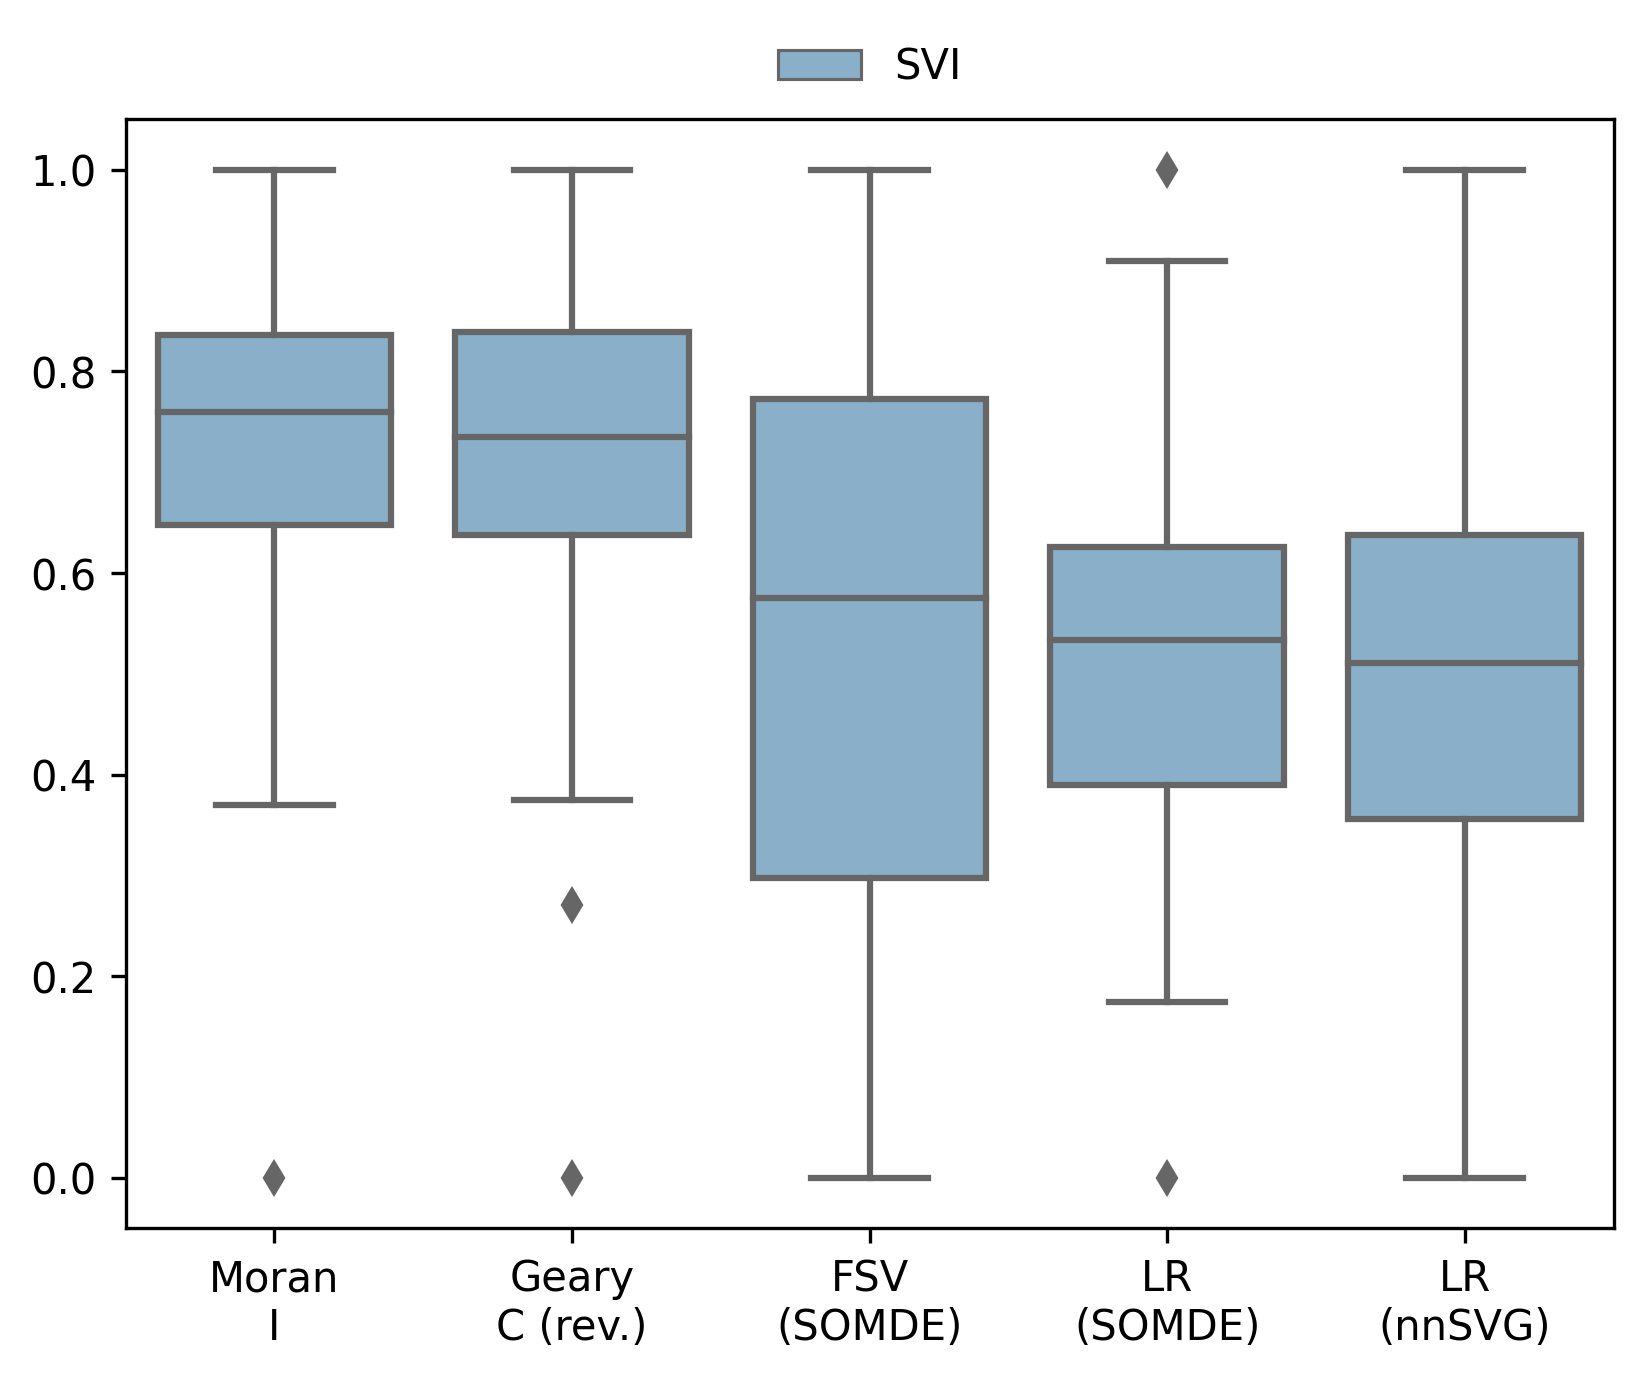 SVI
1.0
0.8
0.6
0.4
0.2
0.0
Moran
I
Geary
C (rev.)
FSV
(SOMDE)
LR
(SOMDE)
LR
(nnSVG)